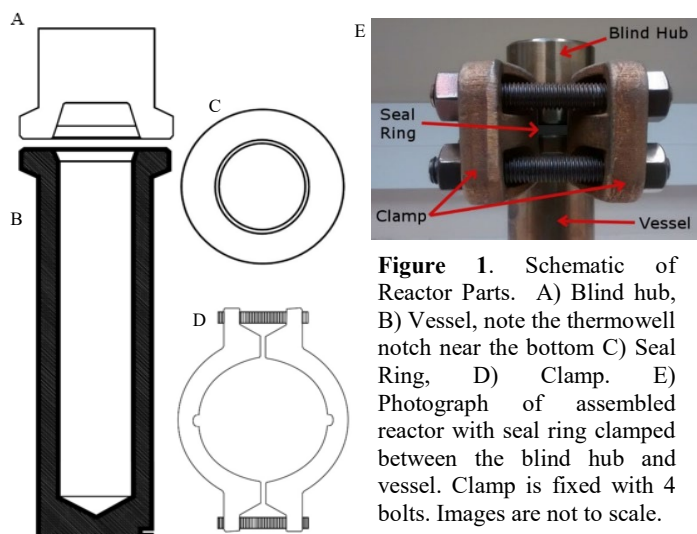 A
E
Blind Hub
C
Seal
Ring
B
Clamp
Vessel
D
Figure 1. Schematic of
Reactor Parts. A) Blind hub,
B) Vessel, note the thermowell
notch near the bottom C) Seal
Ring, D) Clamp. E)
Photograph of assembled
reactor with seal ring clamped
between the blind hub and
vessel. Clamp is fixed with 4
bolts. Images are not to scale.